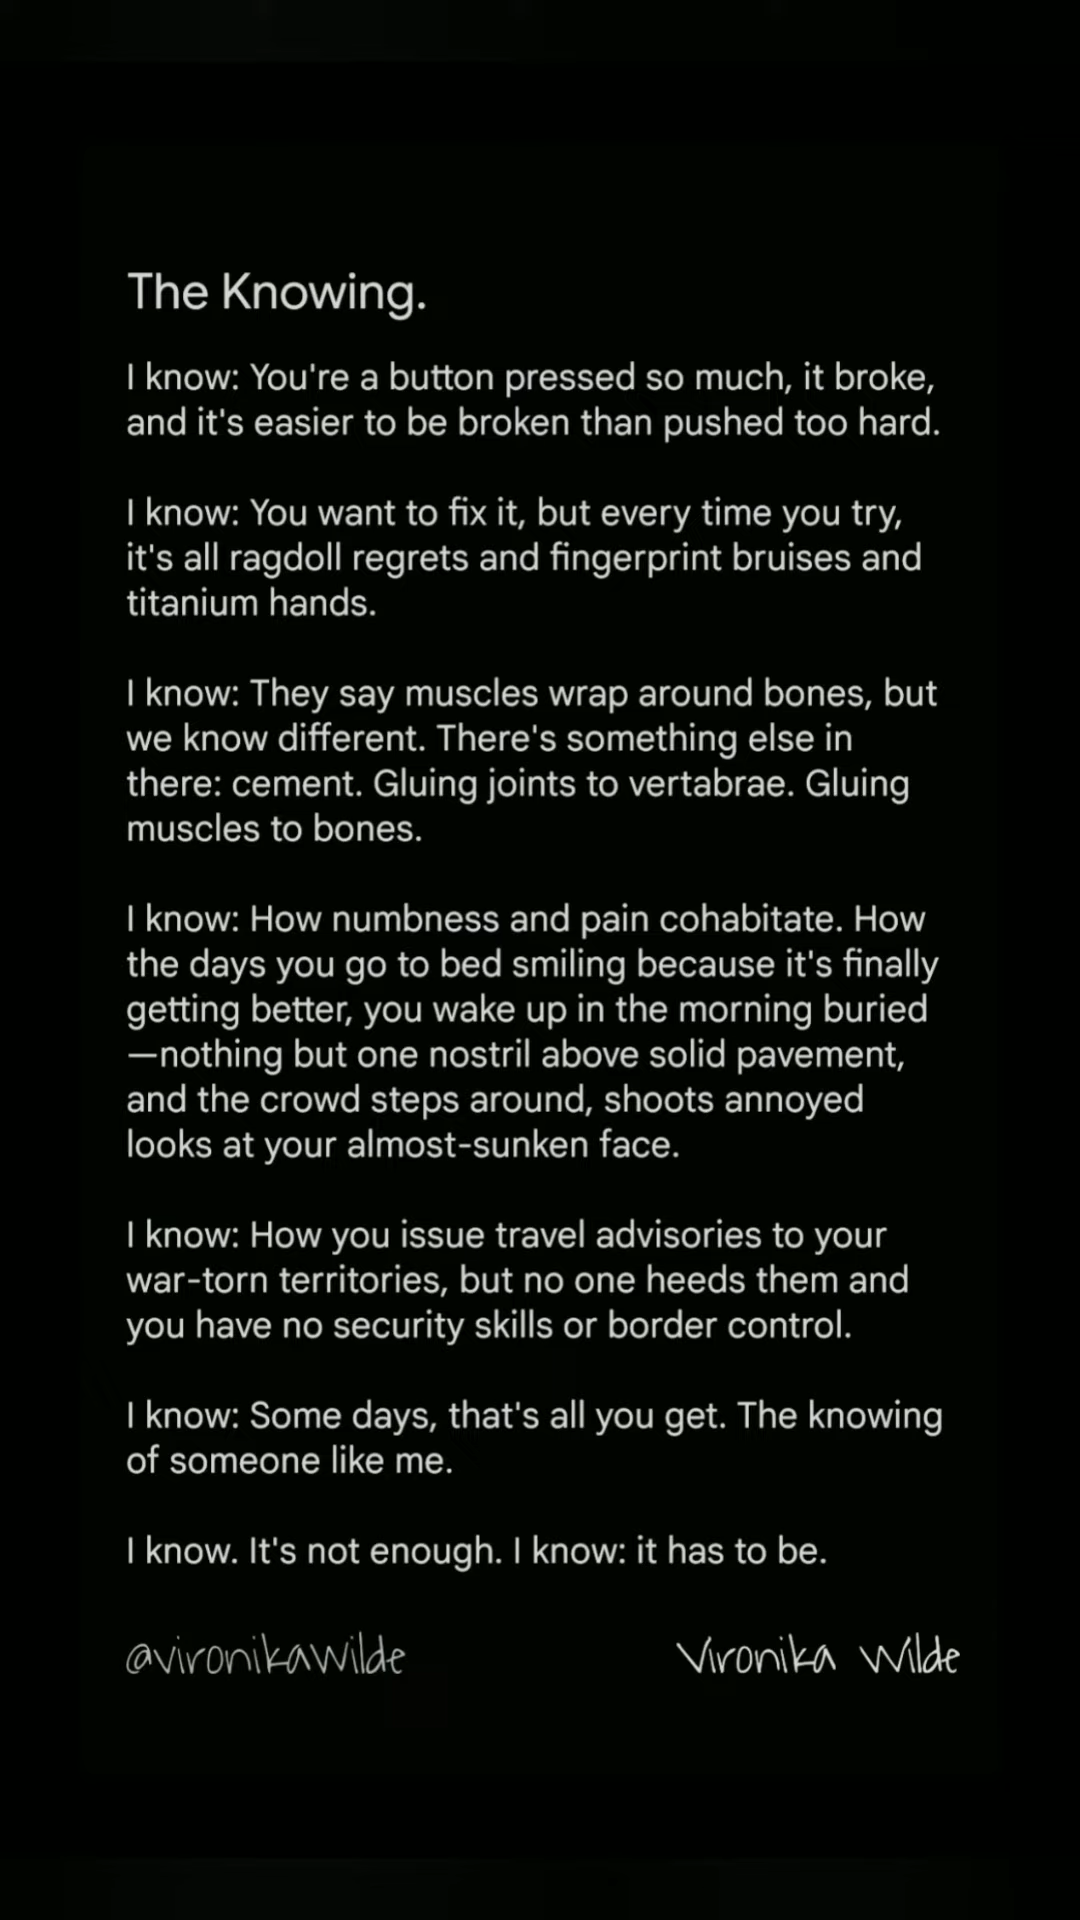 The Knowing.
I know: You're a button pressed so much, it broke,
and it's easier to be broken than pushed too hard.
I know: You want to fix it, but every time you try,
it's all ragdoll regrets and fingerprint bruises and
titanium hands.
I know: They say muscles wrap around bones, but
we know different. There's something else in
there: cement. Gluing joints to vertabrae. Gluing
muscles to bones.
I know: How numbness and pain cohabitate. How
the days you go to bed smiling because it's finally
getting better, you wake up in the morning buried
—nothing but one nostril above solid pavement,
and the crowd steps around, shoots annoyed
looks at your almost-sunken face.
I know: How you issue travel advisories to your
war-torn territories, but no one heeds them and
you have no security skills or border control.
I know: Some days, that's all you get. The knowing
of someone like me.
I know. It's not enough. I know: it has to be.
@vironikawilde
Vironika Wilde